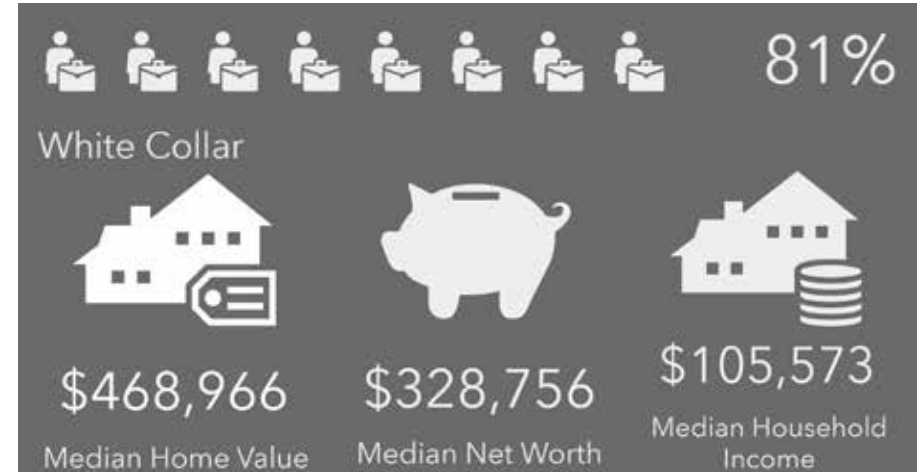 81%
White Collar
$468,966
Median Home Value
$328,756
Median Net Worth
$105,573
Median Household
Income